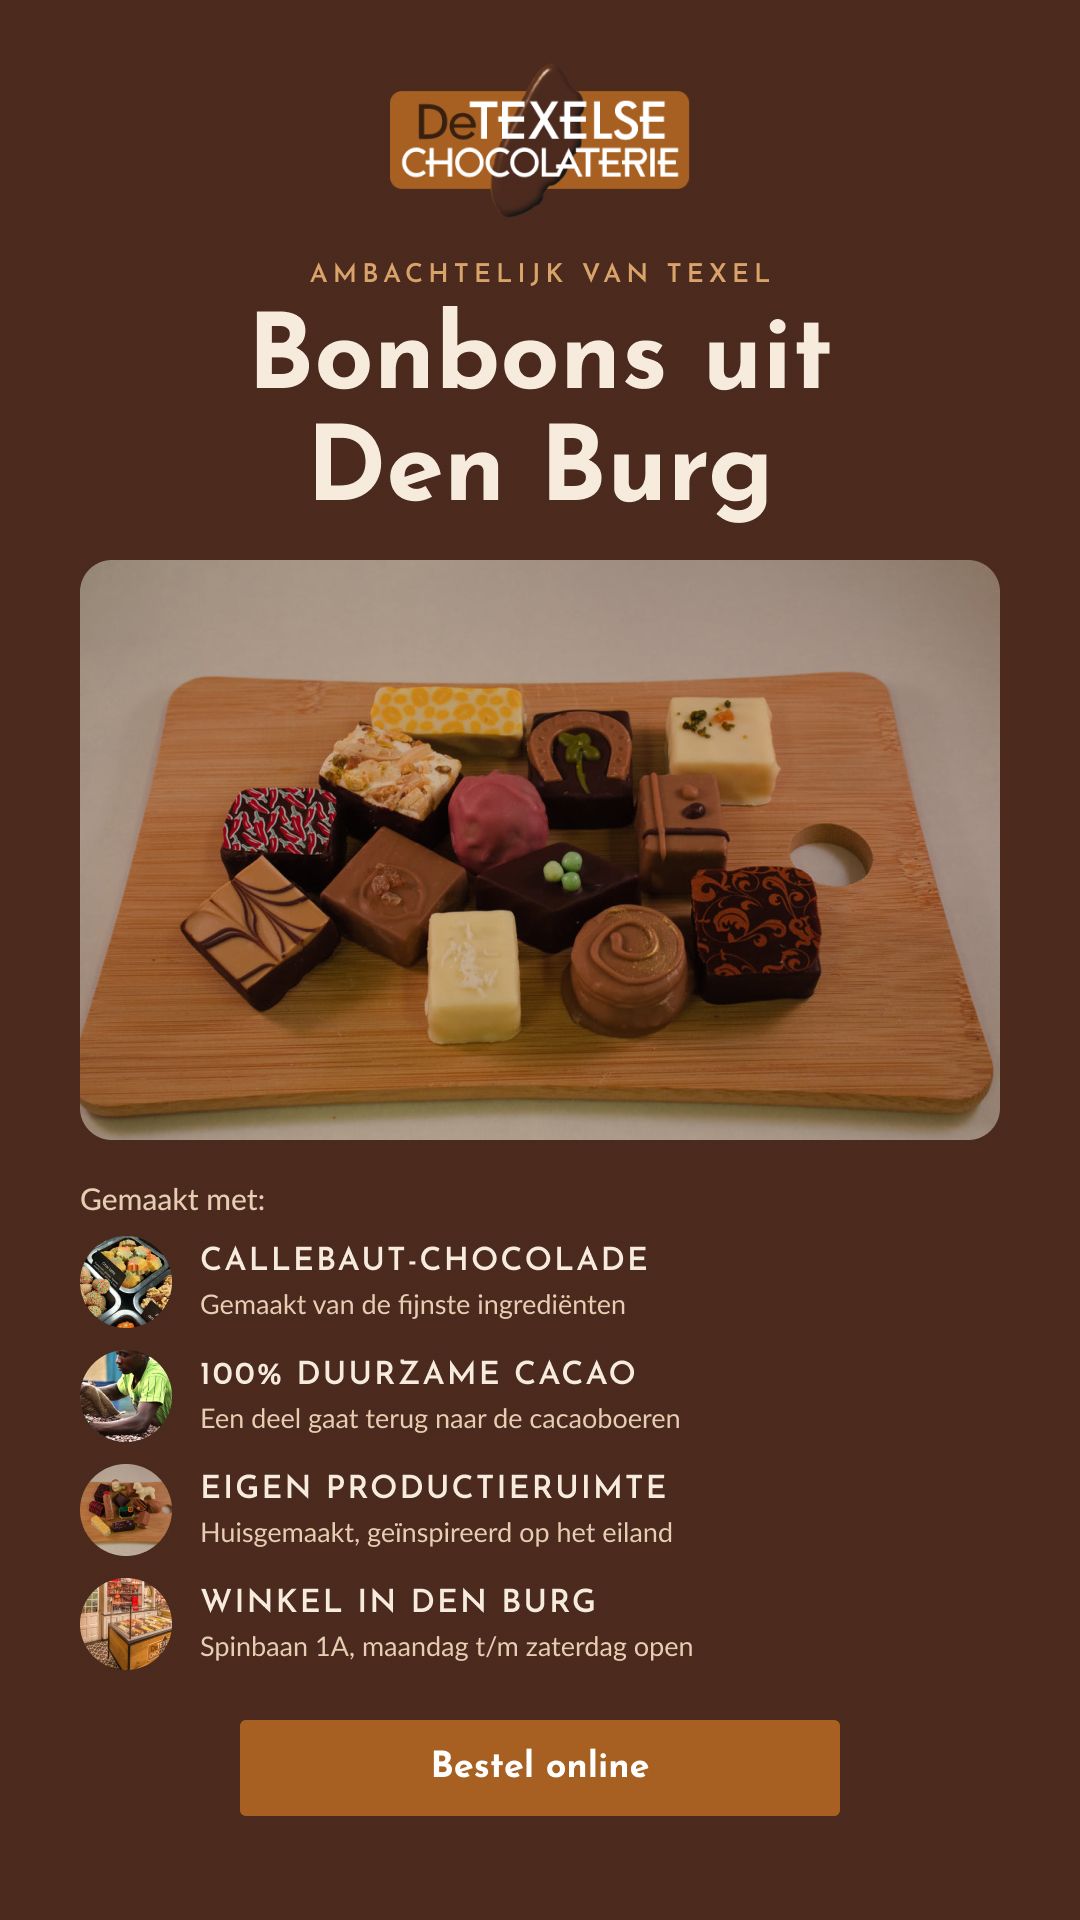 De TEXELSE
CHOCOLATERIE
AMBACHTELIJK VAN TEXEL
Bonbons uit
Den Burg
Gemaakt met:
CALLEBAUT-CHOCOLADE
Gemaakt van de fijnste ingrediënten
100% DUURZAME CACAO
Een deel gaat terug naar de cacaoboeren
EIGEN PRODUCTIERUIMTE
Huisgemaakt, geïnspireerd op het eiland
WINKEL IN DEN BURG
Spinbaan 1A, maandag t/m zaterdag open
Bestel online